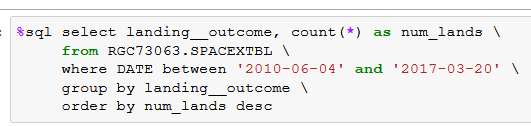 : %sql select landing__outcome, count(*) as num_lands \
from RGC73063.SPACEXTBL \
where DATE between '2010-06-04' and '2017-03-20' \
group by landing__outcome \
order by num_lands desc